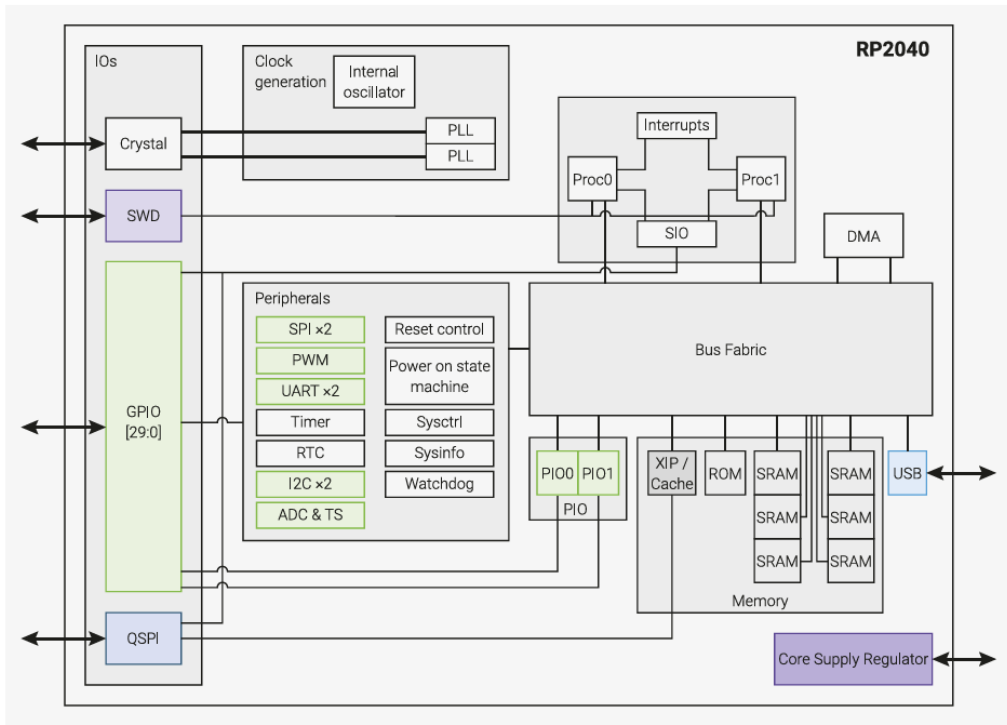 RP2040
IOs
Clock
generation
Internal
oscillator
Crystal
PLL
PLL
Interrupts
Proc0
Proc1
SWD
SIO
DMA
Peripherals
SPI ×2
Reset control
PWM
Power on state
machine
UART ×2
Timer
Sysctrl
RTC
Sysinfo
I2C ×2
Watchdog
ADC & TS
Bus Fabric
GPIO
[29:0]
PIO0
PIO1
PIO
XIP /
Cache
ROM
SRAM
SRAM
USB
SRAM
SRAM
SRAM
SRAM
Memory
QSPI
Core Supply Regulator